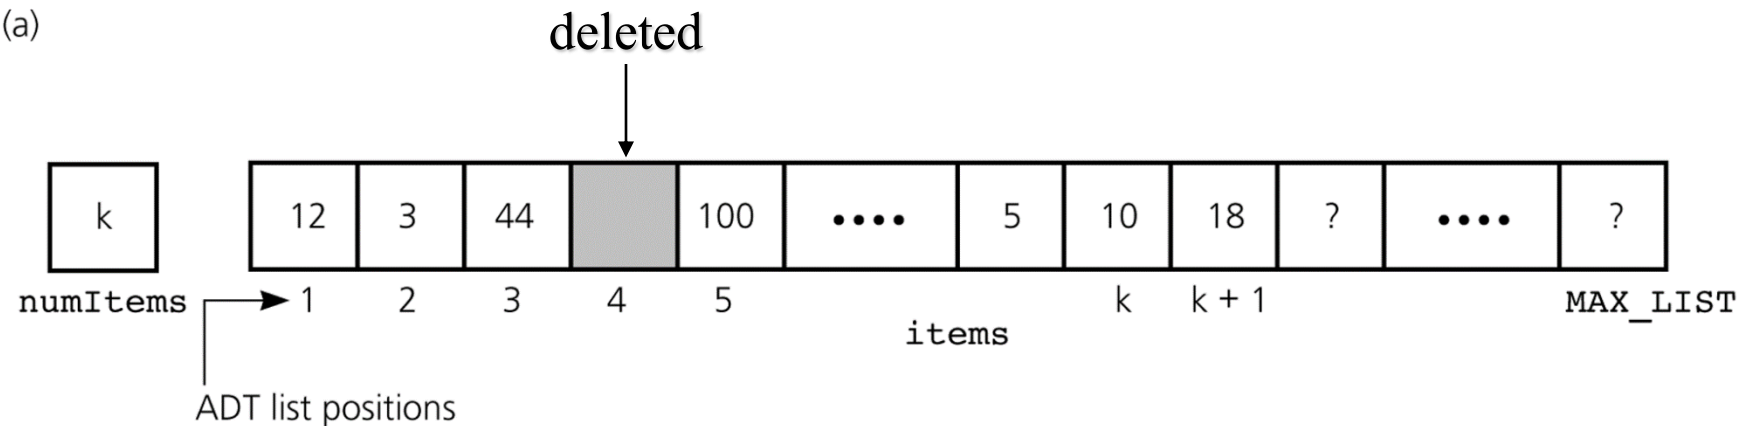 (a)
deleted
k 12 3 44 100 •••• 5 10 18 ? •••• ?
numItems 1 2 3 4 5 k k + 1 MAX_LIST
items
ADT list positions